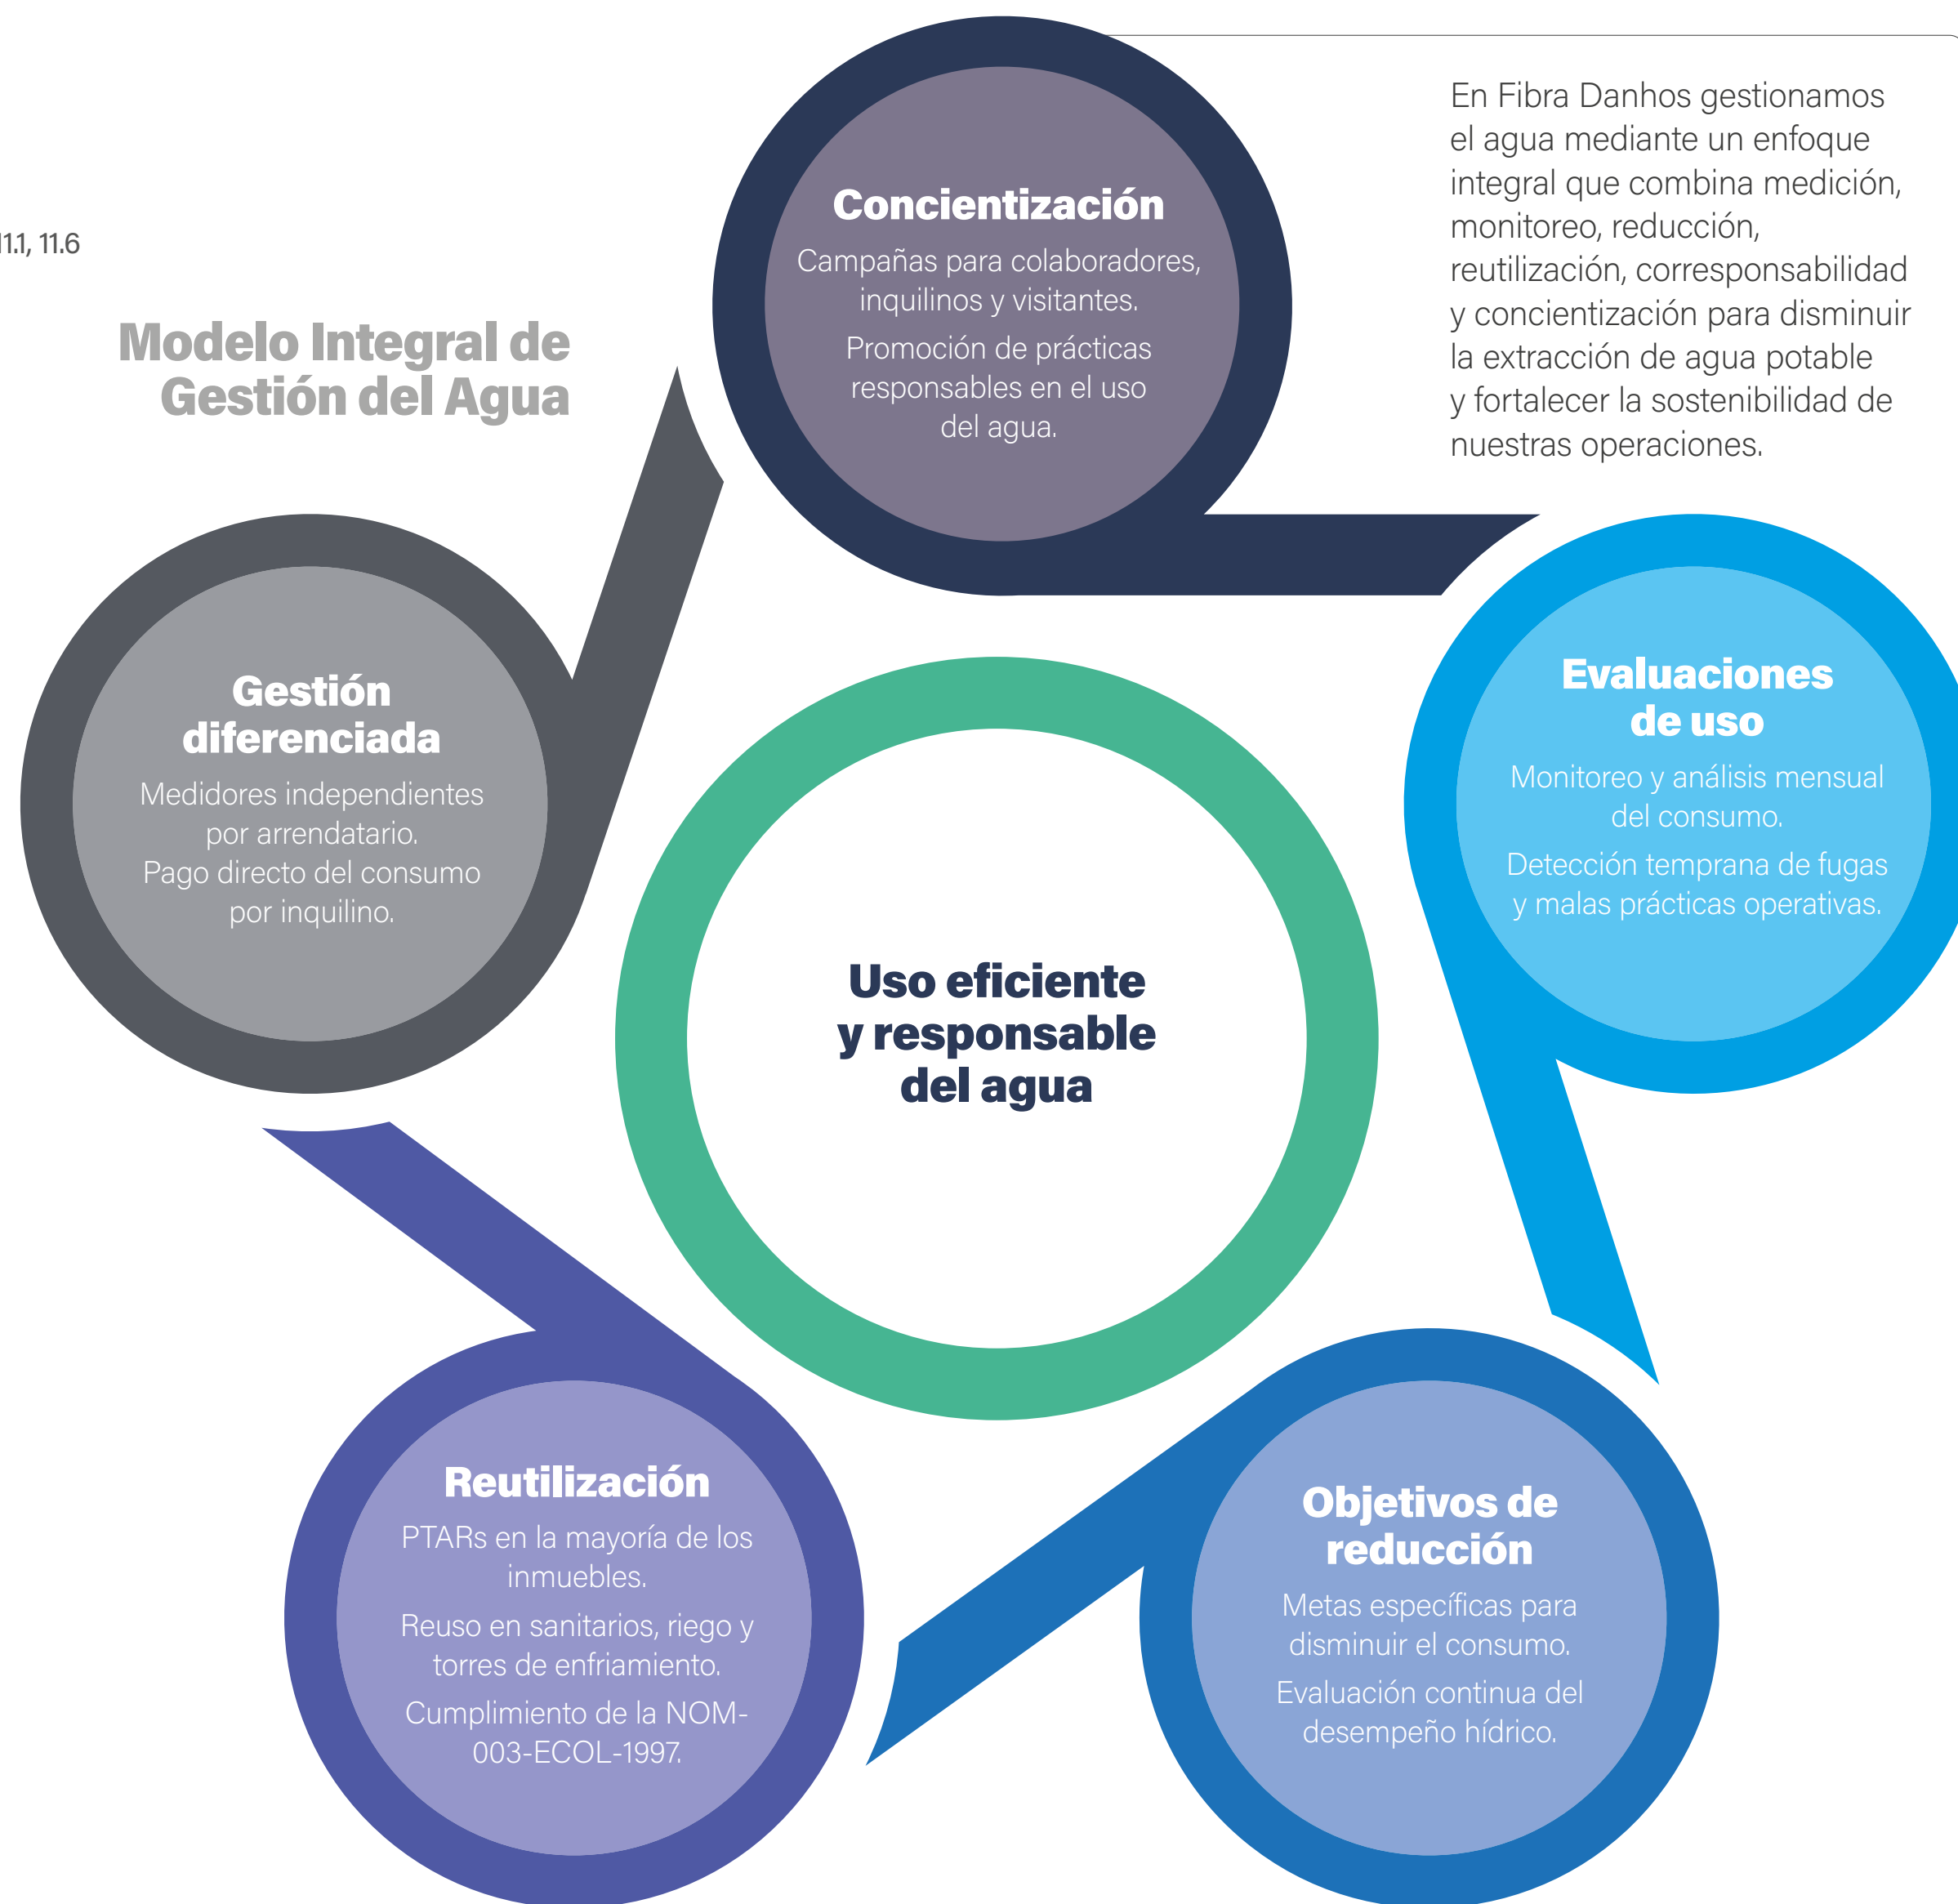 11.1, 11.6
Modelo Integral de
Gestión del Agua
Concientización
Campañas para colaboradores,
inquilinos y visitantes.
Promoción de prácticas
responsables en el uso
del agua.
En Fibra Danhos gestionamos
el agua mediante un enfoque
integral que combina medición,
monitoreo, reducción,
reutilización, corresponsabilidad
y concientización para disminuir
la extracción de agua potable
y fortalecer la sostenibilidad de
nuestras operaciones.
Evaluaciones
de uso
Monitoreo y análisis mensual
del consumo.
Detección temprana de fugas
y malas prácticas operativas.
Objetivos de
reducción
Metas específicas para
disminuir el consumo.
Evaluación continua del
desempeño hídrico.
Reutilización
PTARs en la mayoría de los
inmuebles.
Reuso en sanitarios, riego y
torres de enfriamiento.
Cumplimiento de la NOM-
003-ECOL-1997.
Gestión
diferenciada
Medidores independientes
por arrendatario.
Pago directo del consumo
por inquilino.
Uso eficiente
y responsable
del agua